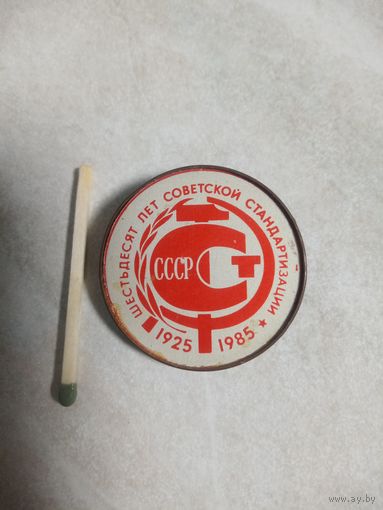 ШЕСТЬДЕСЯТ ЛЕТ СОВЕТСКОЙ СТАНДАРТИЗАЦИИ
СССР
1925 1985 ★
www.ay.by